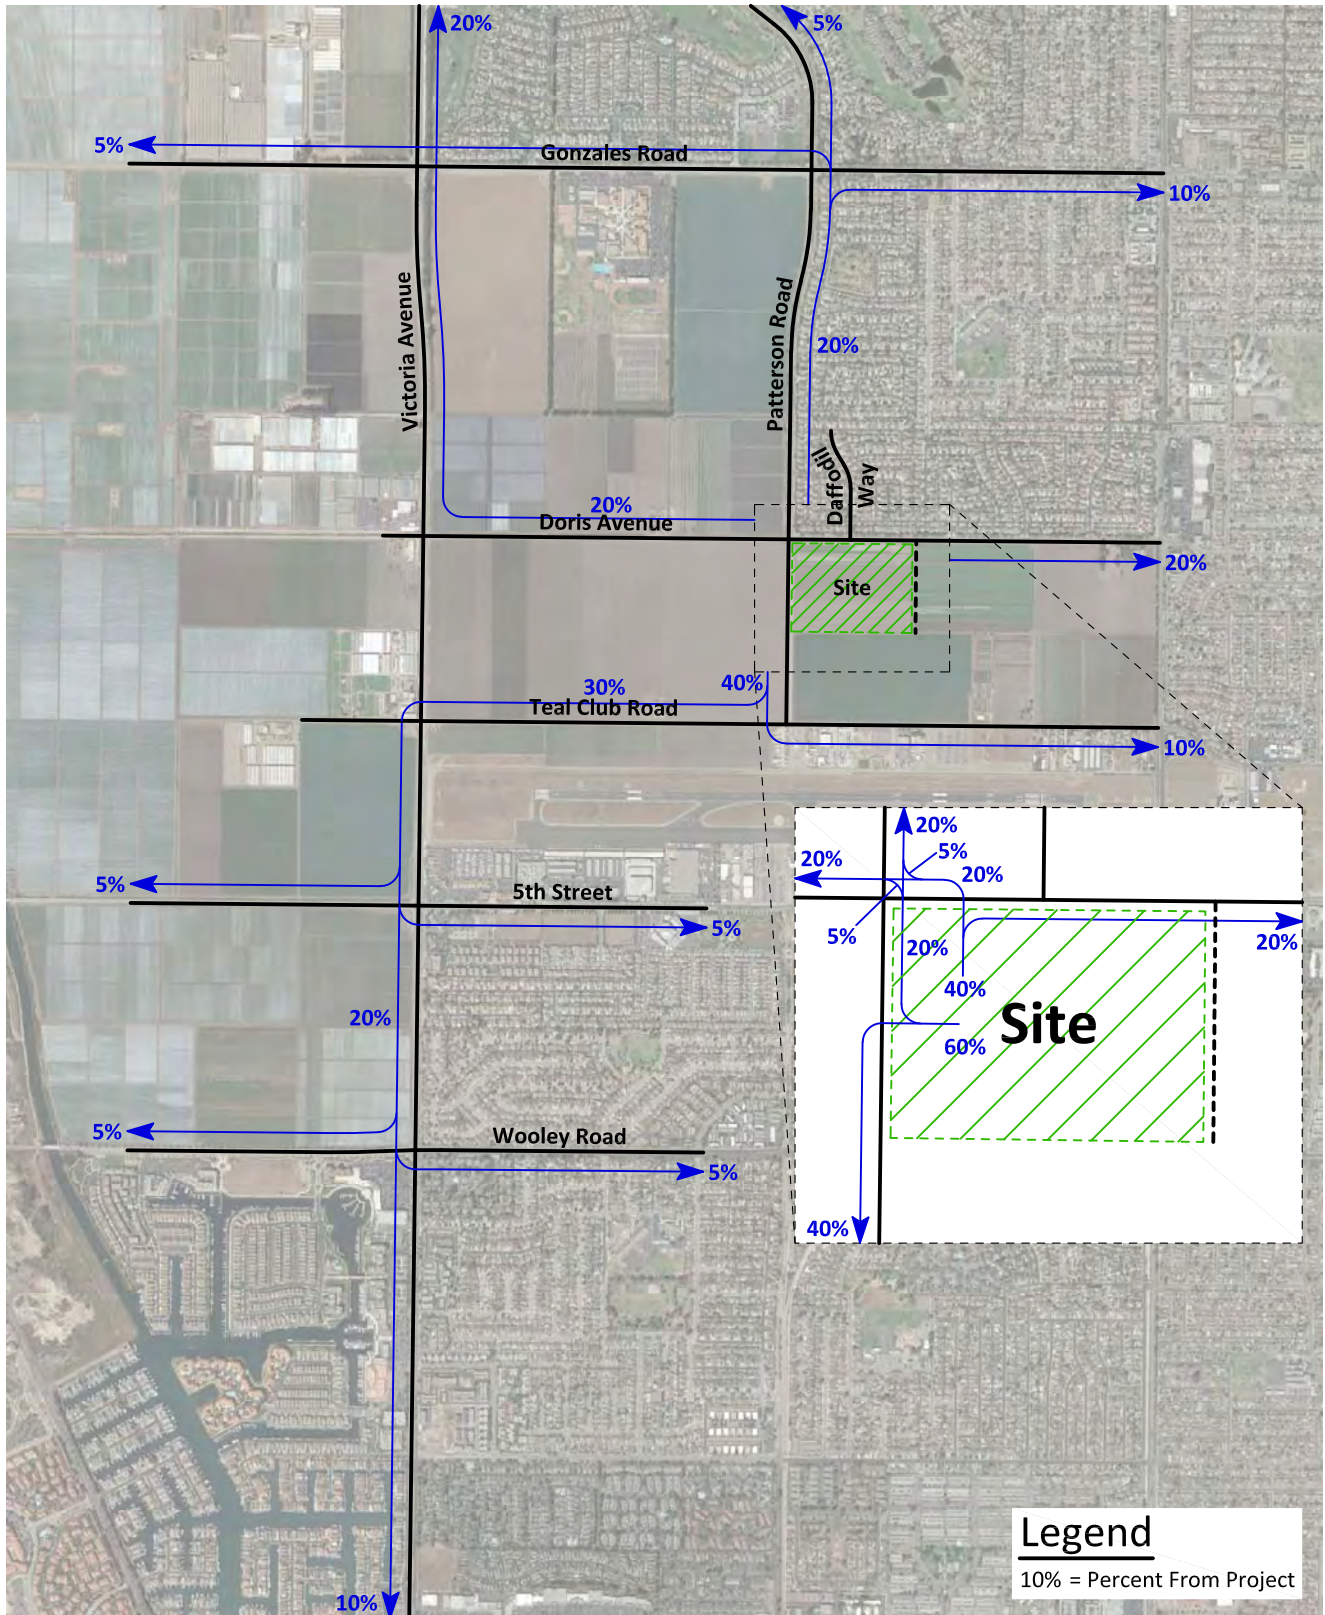 20%
5%
5%
Gonzales Road
10%
Victoria Avenue
Patterson Road
20%
Daffodil
Way
20%
Doris Avenue
20%
Site
40%
30%
Teal Club Road
10%
20%
5%
20%
20%
5%
5th Street
5%
5%
20%
20%
40%
Site
60%
20%
5%
Wooley Road
5%
40%
Legend
10% = Percent From Project
10%